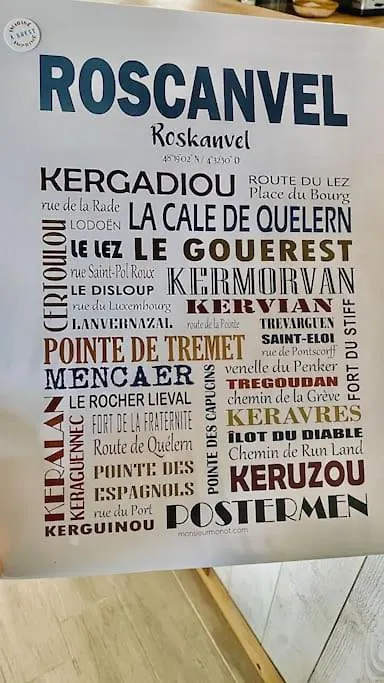 ROSCANVEL
Roskanvel
KERGADIOU
ROUTE DU LEZ
Place du Bourg
rue de la Rade
LODOËN
LA CALE DE QUELERN
CERTOUILOU
LE LEZ
LE GOUEREST
rue Saint-Pol Roux
KERMORVAN
LE DISLOUP
rue du Luxembourg
KERVIAN
LANVERNAZAL
route de la Pointe
TREVARGUEN
FORT DU STIFF
POINTE DE TREMET
SAINT-ELOI
rue de Pontscorff
MENCAER
venelle du Penker
TREGOUDAN
LE ROCHER LIEVAL
POINTE DES CAPUCINS
chemin de la Grève
KERALAN
KERAGUENNEC
FORT DE LA FRATERNITE
KERAVRES
Route de Quélern
ÎLOT DU DIABLE
Chemin de Run Land
POINTE DES
ESPAGNOLS
KERUZOU
rue du Port
POSTERMEN
KERGUINOU
monsieurmonot.com